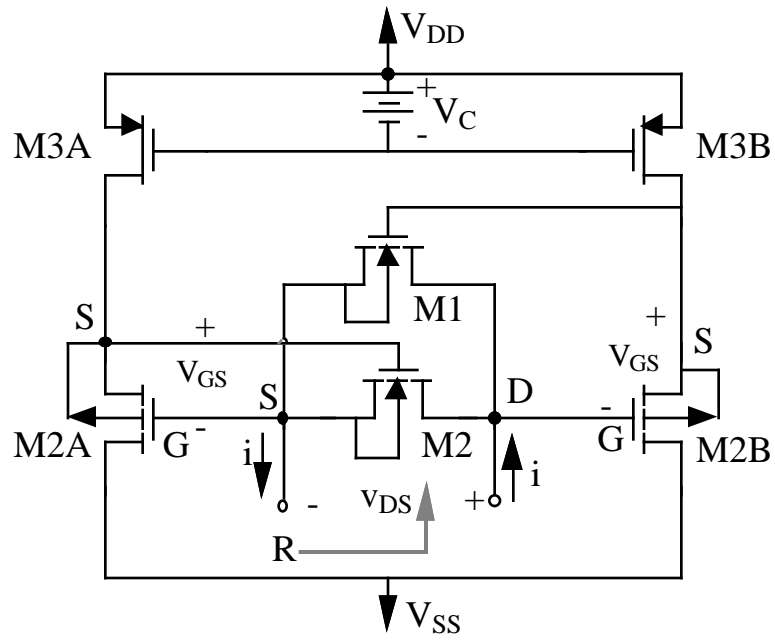 VDD
+
VC
-
M3A
M3B
M1
S
+
+
S
VGS
VGS
S
D
-
G
-
M2
G
M2A
M2B
i
i
-
vDS
+
R
VSS